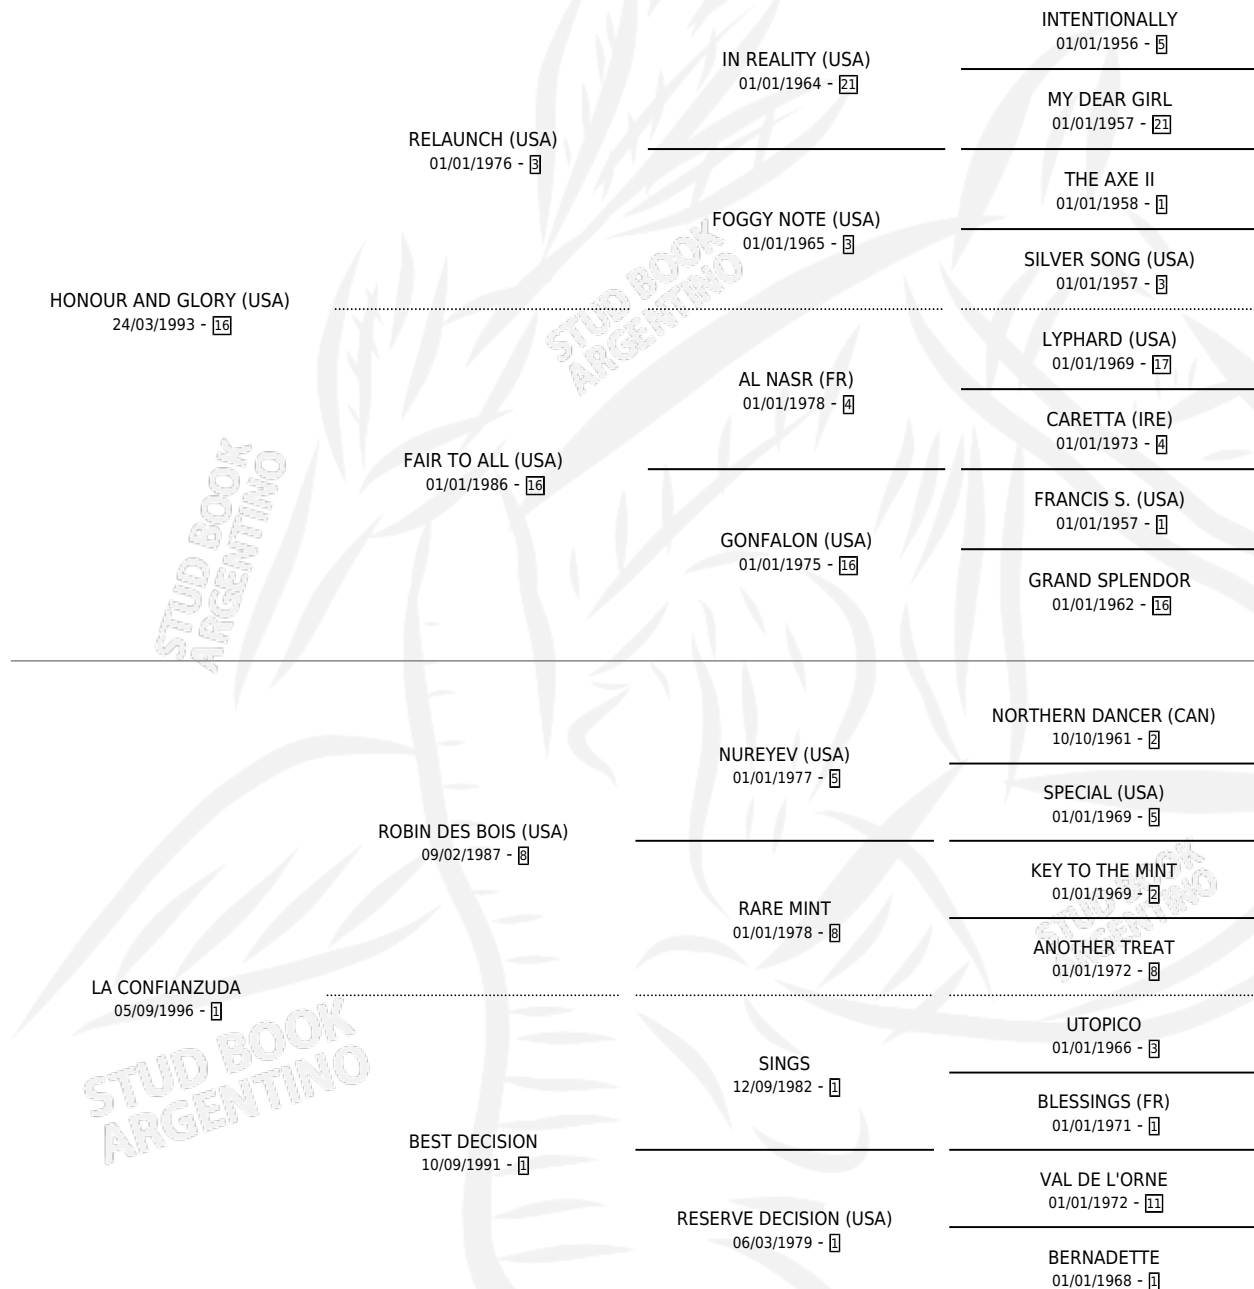 INTENTIONALLY
01/01/1956 - 5
IN REALITY (USA)
01/01/1964 - 21
MY DEAR GIRL
01/01/1957 - 21
RELAUNCH (USA)
01/01/1976 - 3
THE AXE II
01/01/1958 - 1
FOGGY NOTE (USA)
01/01/1965 - 3
SILVER SONG (USA)
01/01/1957 - 3
HONOUR AND GLORY (USA)
24/03/1993 - 16
LYPHARD (USA)
01/01/1969 - 17
AL NASR (FR)
01/01/1978 - 4
CARETTA (IRE)
01/01/1973 - 4
FAIR TO ALL (USA)
01/01/1986 - 16
FRANCIS S. (USA)
01/01/1957 - 1
GONFALON (USA)
01/01/1975 - 16
GRAND SPLENDOR
01/01/1962 - 16
STUD BOOK
ARGENTINO
STUD BOOK
ARGENTINO
NORTHERN DANCER (CAN)
10/10/1961 - 2
NUREYEV (USA)
01/01/1977 - 5
SPECIAL (USA)
01/01/1969 - 5
ROBIN DES BOIS (USA)
09/02/1987 - 8
KEY TO THE MINT
01/01/1969 - 2
RARE MINT
01/01/1978 - 8
ANOTHER TREAT
01/01/1972 - 8
LA CONFIANZUDA
05/09/1996 - 1
UTOPICO
01/01/1966 - 3
SINGS
12/09/1982 - 1
BLESSINGS (FR)
01/01/1971 - 1
BEST DECISION
10/09/1991 - 1
VAL DE L'ORNE
01/01/1972 - 11
RESERVE DECISION (USA)
06/03/1979 - 1
BERNADETTE
01/01/1968 - 1
STUD BOOK
ARGENTINO
STUD BOOK
ARGENTINO